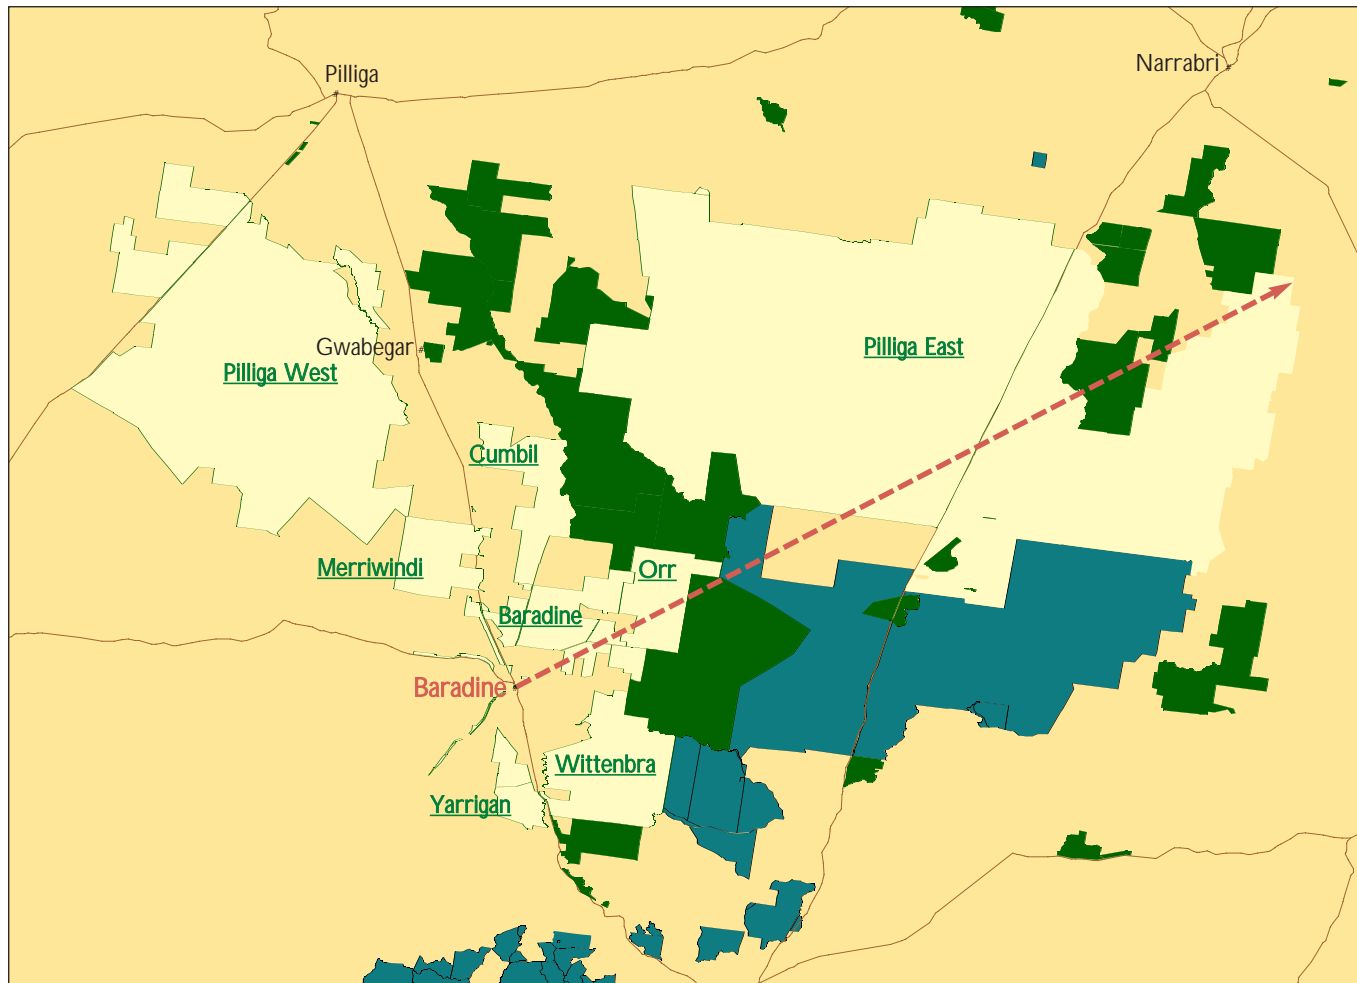 Narrabri
Pilliga
Gwabegar
Pilliga East
Pilliga West
Cumbil
Merriwindi
Orr
Baradine
Baradine
Wittenbra
Yarrigan